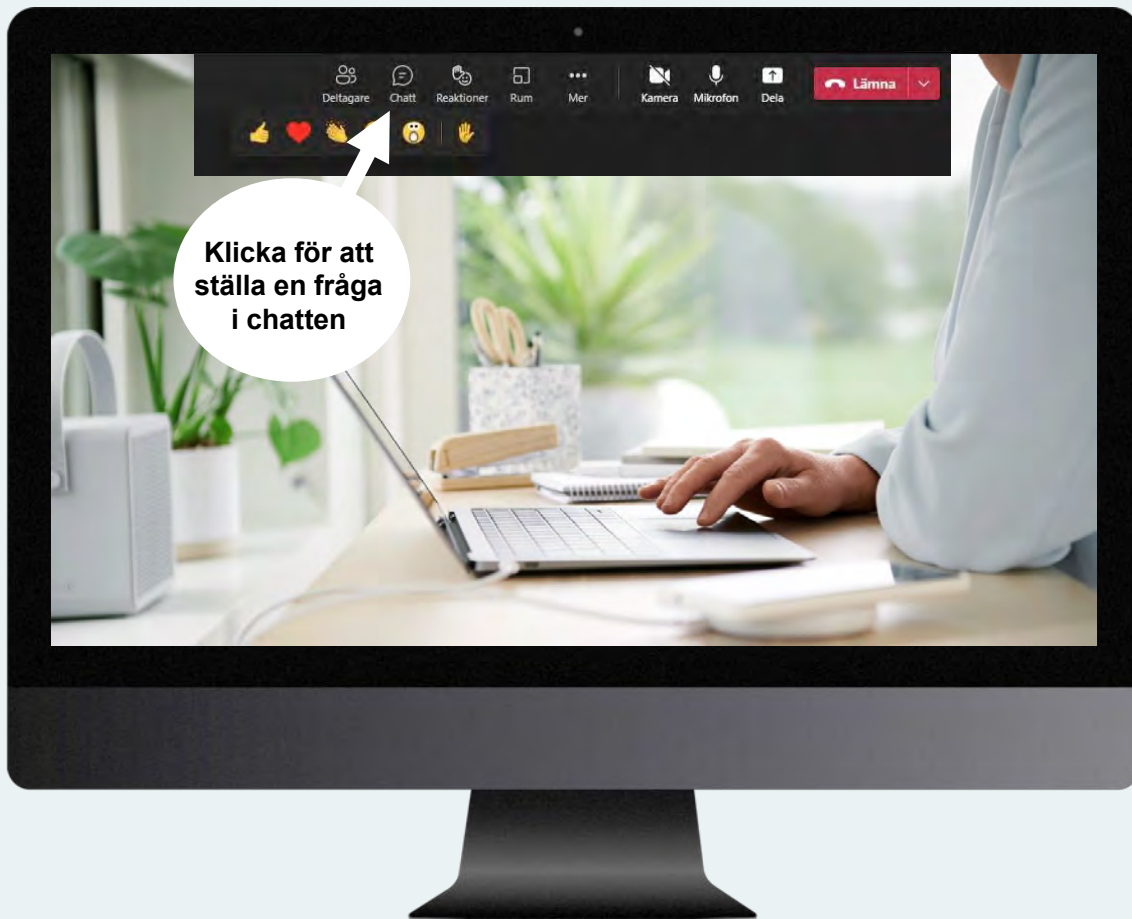 Deltagare Chatt Reaktioner Rum Mer Kamera Mikrofon Dela Lämna
Klicka för att
ställa en fråga
i chatten